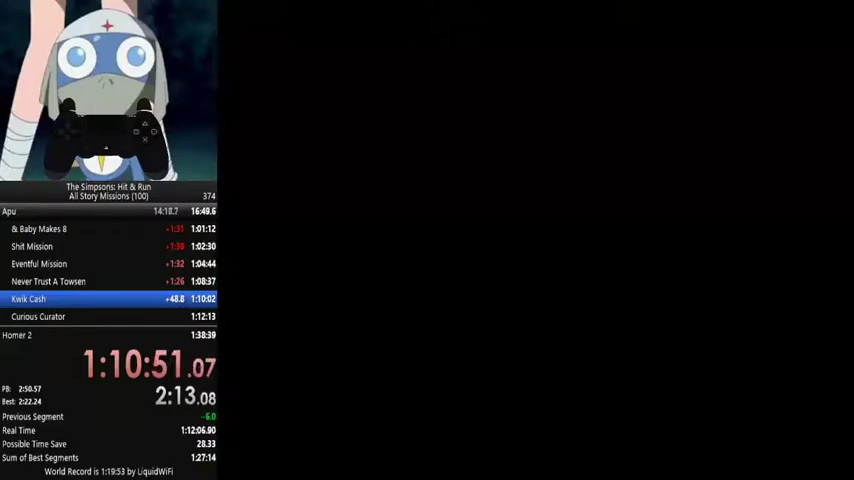 The Simpsons: Hit & Run
All Story Missions (100) 374
Apu 14:18.7 16:49.6
& Baby Makes 8 +1:31 1:01:12
Shit Mission +1:38 1:02:30
Eventful Mission +1:32 1:04:44
Never Trust A Towsen +1:26 1:08:37
Kwik Cash +48.8 1:10:02
Curious Curator 1:12:13
Homer 2 1:38:39
1:10:51.07
PB: 2:50.57
Best: 2:22.24
2:13.08
Previous Segment -6.0
Real Time 1:12:06.90
Possible Time Save 28.33
Sum of Best Segments 1:27:14
World Record is 1:19:53 by LiquidWiFi